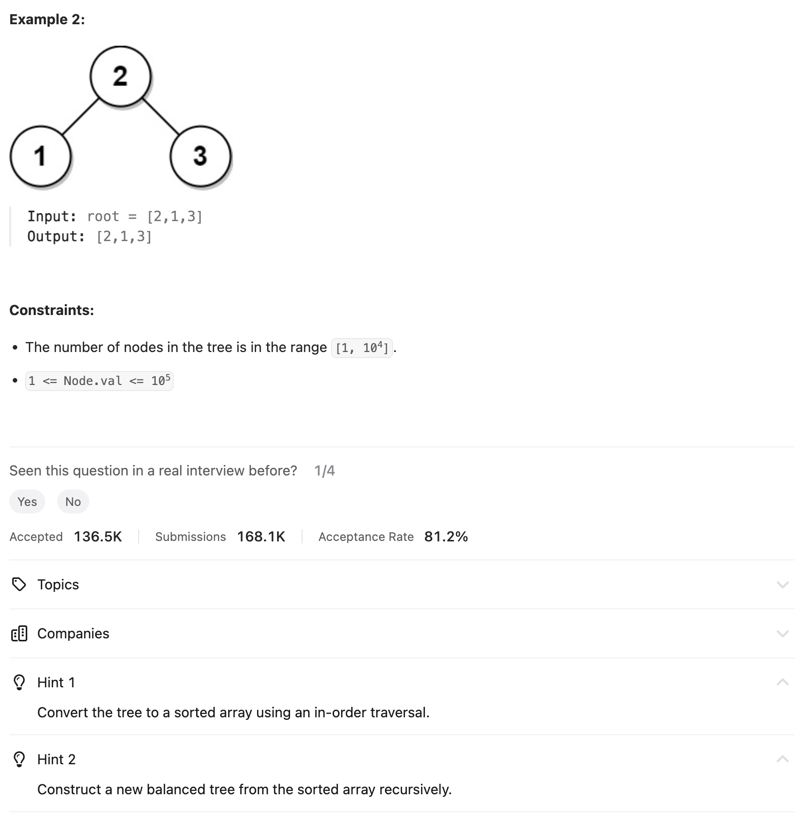 Example 2:
2
1
3
Input: root = [2,1,3]
Output: [2,1,3]
Constraints:
• The number of nodes in the tree is in the range [1, 10⁴].
• 1 <= Node.val <= 10⁵
Seen this question in a real interview before? 1/4
Yes No
Accepted 136.5K Submissions 168.1K Acceptance Rate 81.2%
Topics
Companies
Hint 1
Convert the tree to a sorted array using an in-order traversal.
Hint 2
Construct a new balanced tree from the sorted array recursively.